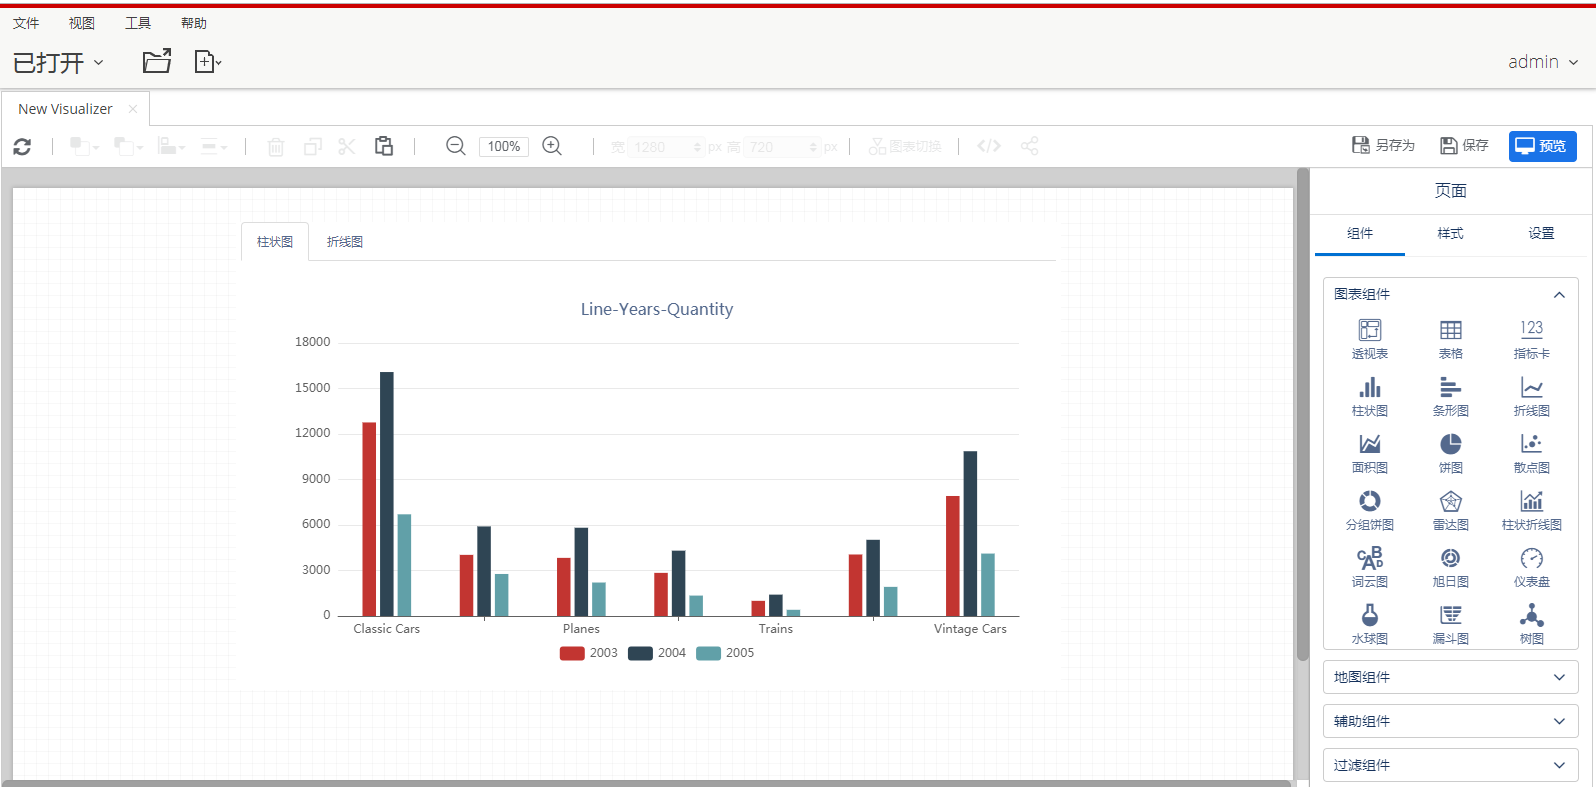 文件 视图 工具 帮助
已打开 admin
New Visualizer ×
100% 宽 1280 px 高 720 px 图表切换 另存为 保存 预览
页面
组件 样式 设置
柱状图 折线图
Line-Years-Quantity
18000
15000
12000
9000
6000
3000
0
Classic Cars Planes Trains Vintage Cars
2003 2004 2005
图表组件
123
透视表 表格 指标卡
柱状图 条形图 折线图
面积图 饼图 散点图
分组饼图 雷达图 柱状折线图
CABD
词云图 旭日图 仪表盘
水球图 漏斗图 树图
地图组件
辅助组件
过滤组件